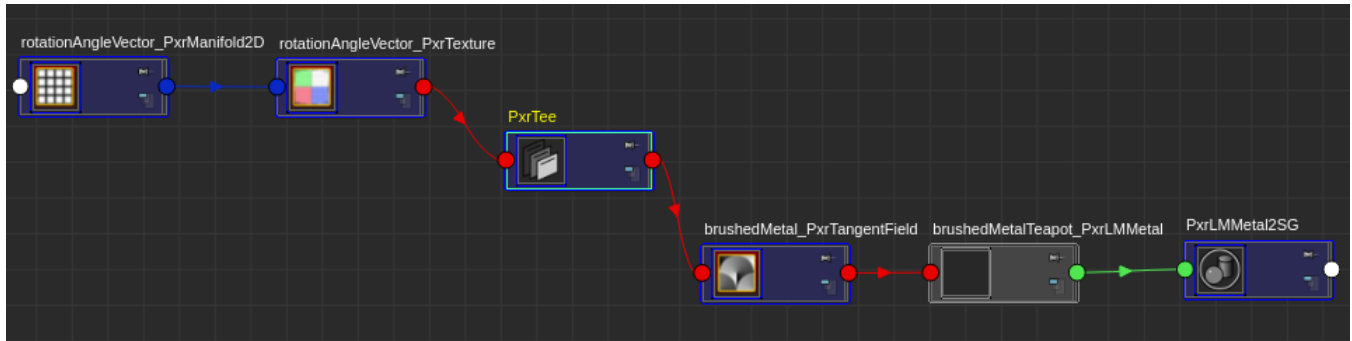 rotationAngleVector_PxrManifold2D
rotationAngleVector_PxrTexture
PxrTee
brushedMetal_PxrTangentField
brushedMetalTeapot_PxrLMMetal
PxrLMMetal2SG